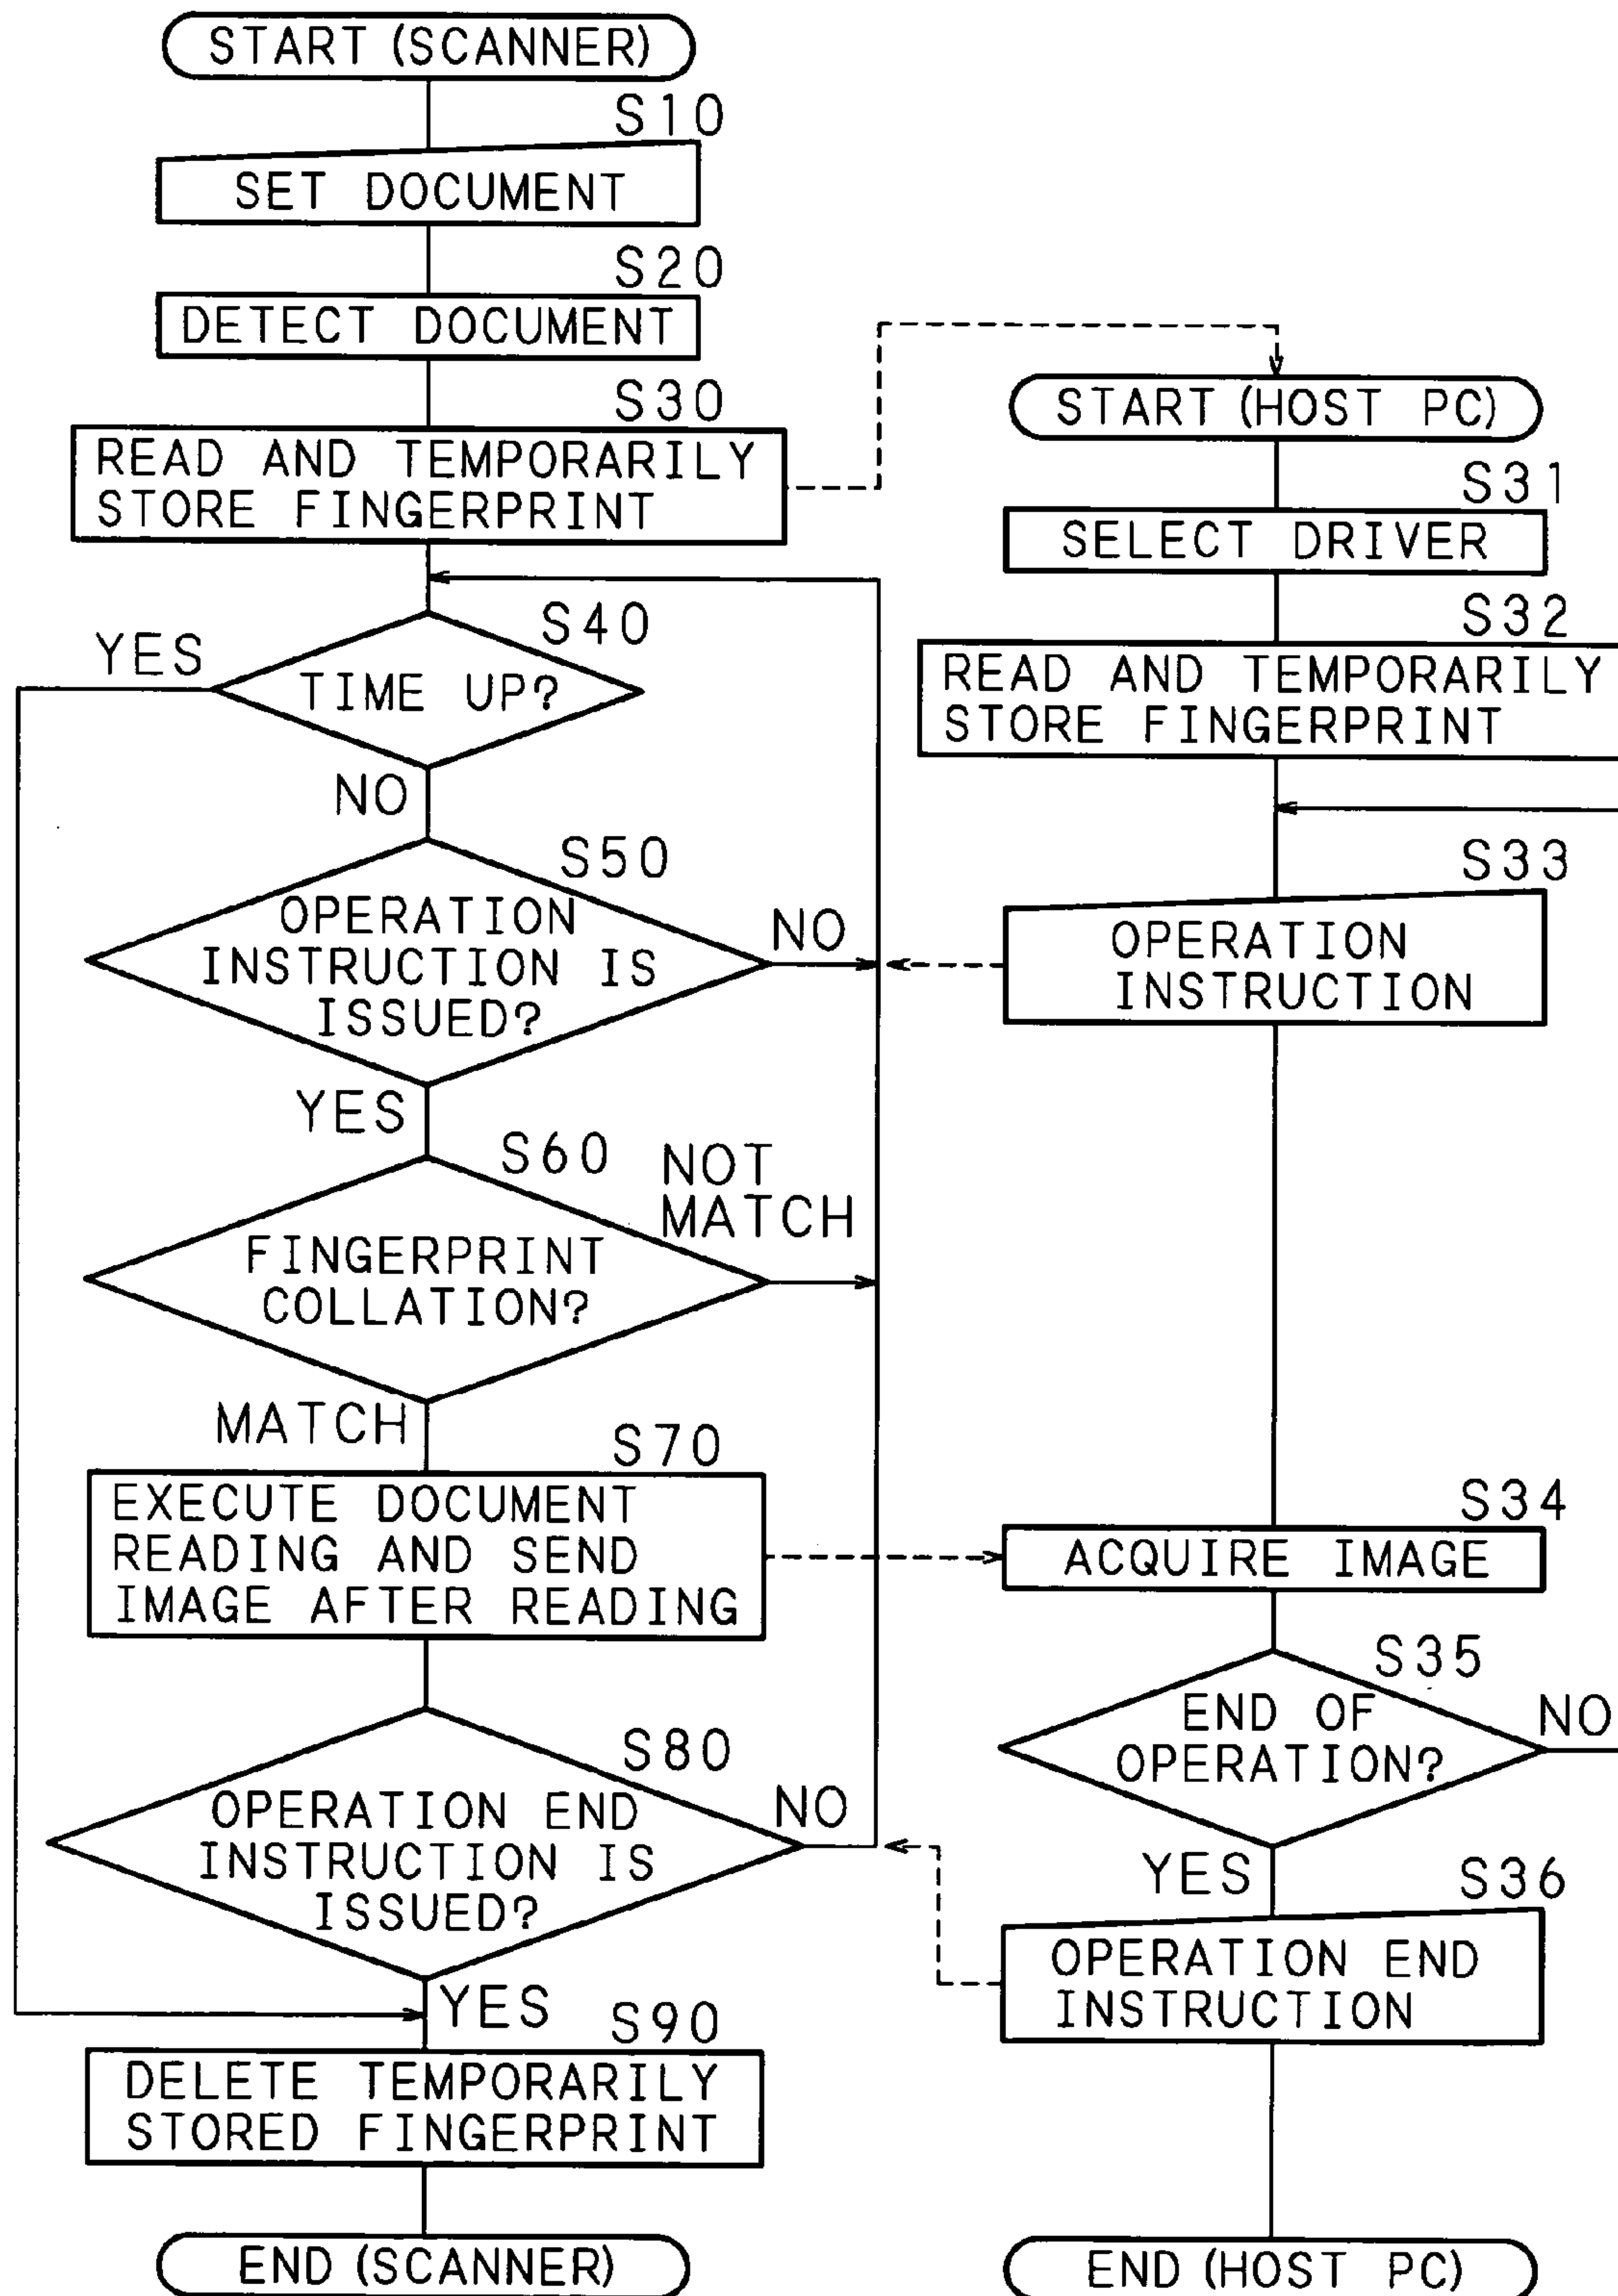 START (SCANNER)
S10
SET DOCUMENT
S20
DETECT DOCUMENT
S30
READ AND TEMPORARILY
STORE FINGERPRINT
S40
YES
TIME UP?
NO
S50
OPERATION
INSTRUCTION IS
ISSUED?
NO
YES
S60
NOT
MATCH
FINGERPRINT
COLLATION?
MATCH
S70
EXECUTE DOCUMENT
READING AND SEND
IMAGE AFTER READING
S80
OPERATION END
INSTRUCTION IS
ISSUED?
NO
YES
S90
DELETE TEMPORARILY
STORED FINGERPRINT
END (SCANNER)
START (HOST PC)
S31
SELECT DRIVER
S32
READ AND TEMPORARILY
STORE FINGERPRINT
S33
OPERATION
INSTRUCTION
S34
ACQUIRE IMAGE
S35
END OF
OPERATION?
NO
YES
S36
OPERATION END
INSTRUCTION
END (HOST PC)